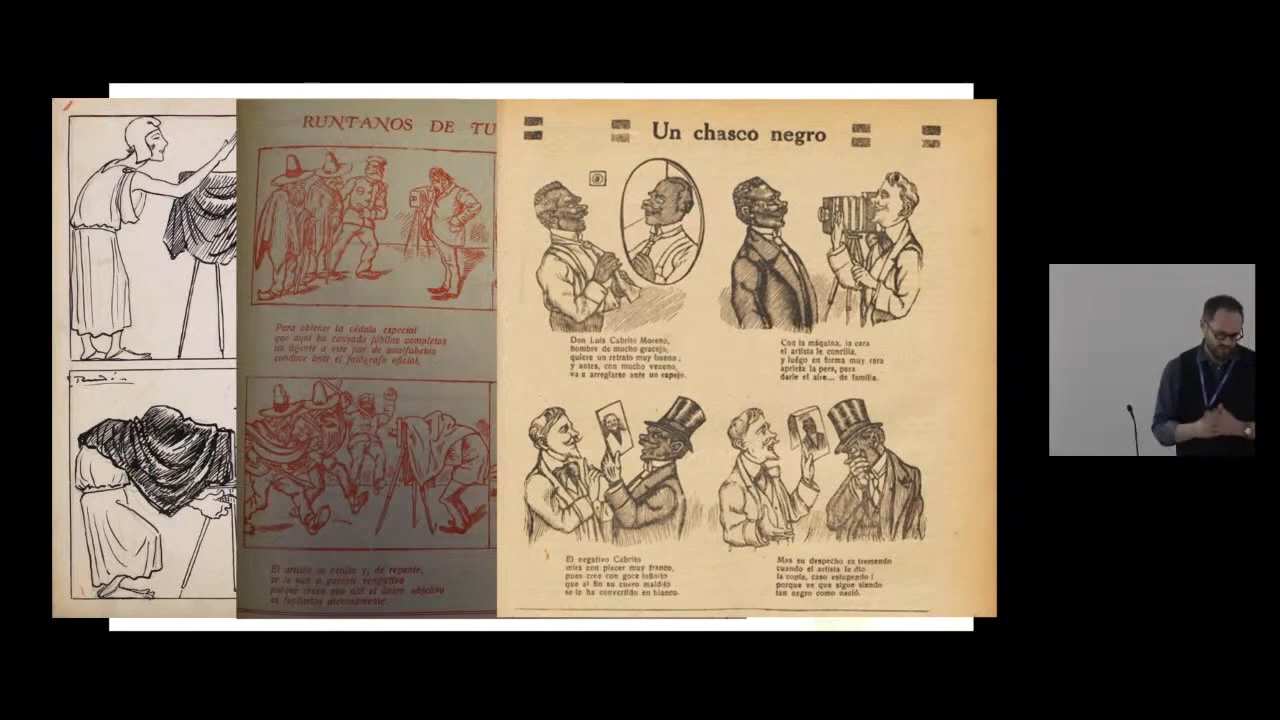 RUNTANOS DE TU
Para obtener la cédula especial
que aquí ha causado júbilos completos
un agente a este par de analfabetos
conduce ante el fotógrafo oficial.
El artista se oculta y, de repente,
se le van a garrote vengativo
porque creen que allí el único objetivo
es fusilarlos alevosamente.
Un chasco negro
Don Luis Cabrito Moreno,
hombre de mucho gracejo,
quiere un retrato muy bueno;
y antes, con mucho veneno,
va a arreglarse ante un espejo.
Con la máquina, la cara
el artista le concilia,
y luégo en forma muy rara
aprieta la pera, para
darle el aire... de familia.
El negativo Cabrito
mira con placer muy franco,
pues cree con goce infinito
que al fin su cuero maldito
se le ha convertido en blanco.
Mas su despecho es tremendo
cuando el artista le dio
la copia, caso estupendo!
porque ve que sigue siendo
tan negro como nació.